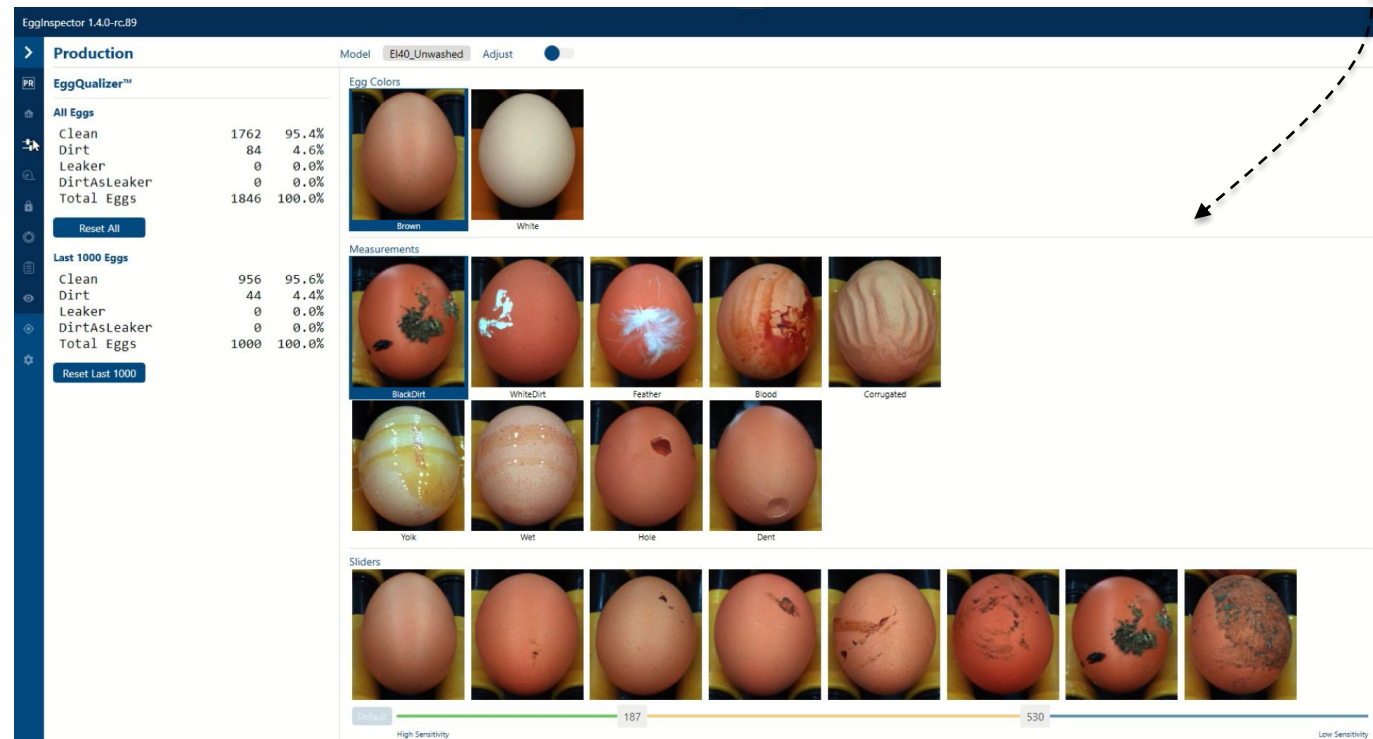 EggInspector 1.4.0-rc.89
Production
Model EI40_Unwashed Adjust
PR
EggQualizer™
All Eggs
Clean 1762 95.4%
Dirt 84 4.6%
Leaker 0 0.0%
DirtAsLeaker 0 0.0%
Total Eggs 1846 100.0%
Reset All
Last 1000 Eggs
Clean 956 95.6%
Dirt 44 4.4%
Leaker 0 0.0%
DirtAsLeaker 0 0.0%
Total Eggs 1000 100.0%
Reset Last 1000
Egg Colors
Brown White
Measurements
BlackDirt WhiteDirt Feather Blood Corrugated
Yolk Wet Hole Dent
Sliders
Default 187 530
High Sensitivity Low Sensitivity